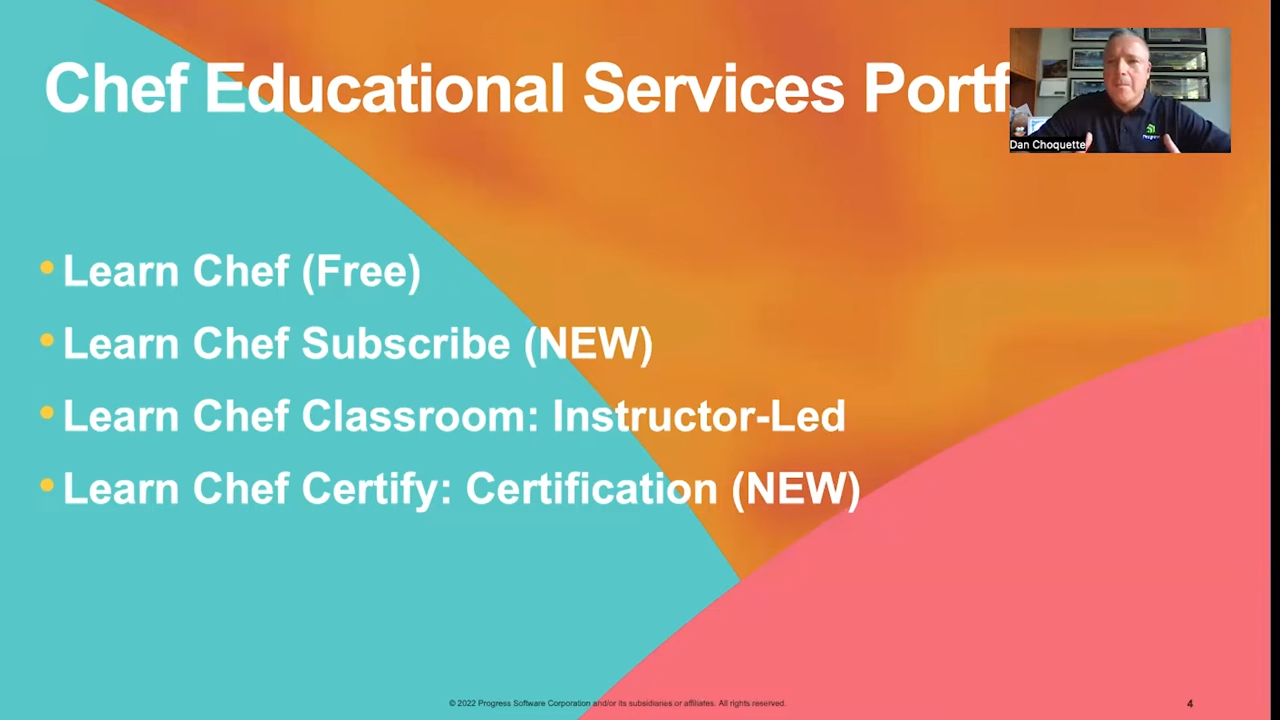 Chef Educational Services Portf
Dan Choquette
Progress
• Learn Chef (Free)
• Learn Chef Subscribe (NEW)
• Learn Chef Classroom: Instructor-Led
• Learn Chef Certify: Certification (NEW)
© 2022 Progress Software Corporation and/or its subsidiaries or affiliates. All rights reserved.
4